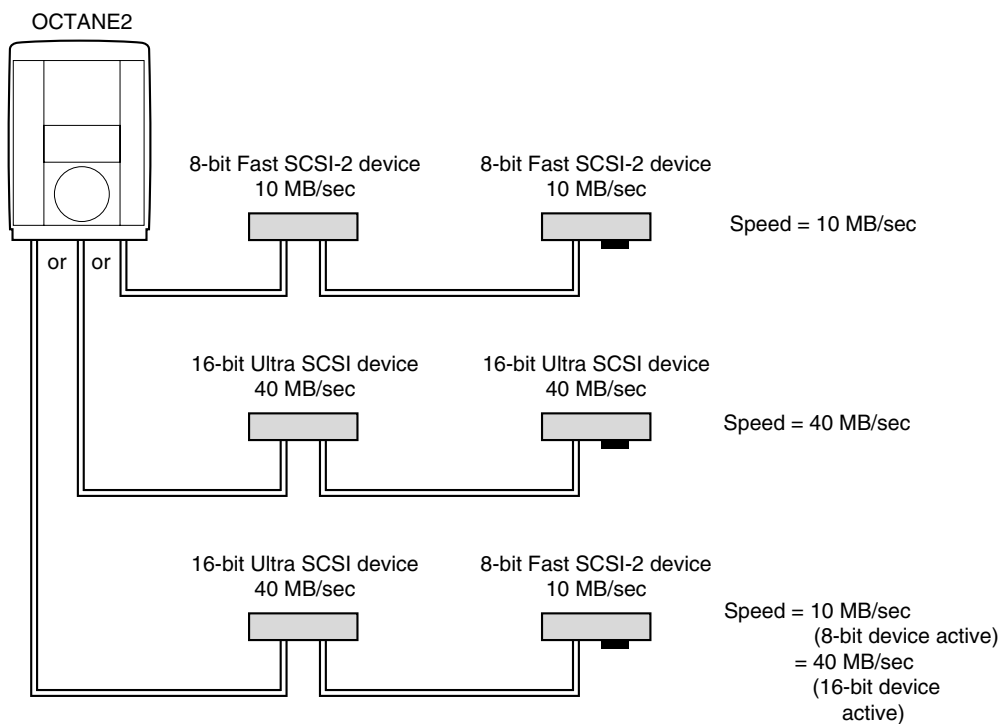 OCTANE2
8-bit Fast SCSI-2 device
10 MB/sec
8-bit Fast SCSI-2 device
10 MB/sec
Speed = 10 MB/sec
or
or
16-bit Ultra SCSI device
40 MB/sec
16-bit Ultra SCSI device
40 MB/sec
Speed = 40 MB/sec
16-bit Ultra SCSI device
40 MB/sec
8-bit Fast SCSI-2 device
10 MB/sec
Speed = 10 MB/sec
(8-bit device active)
= 40 MB/sec
(16-bit device
active)